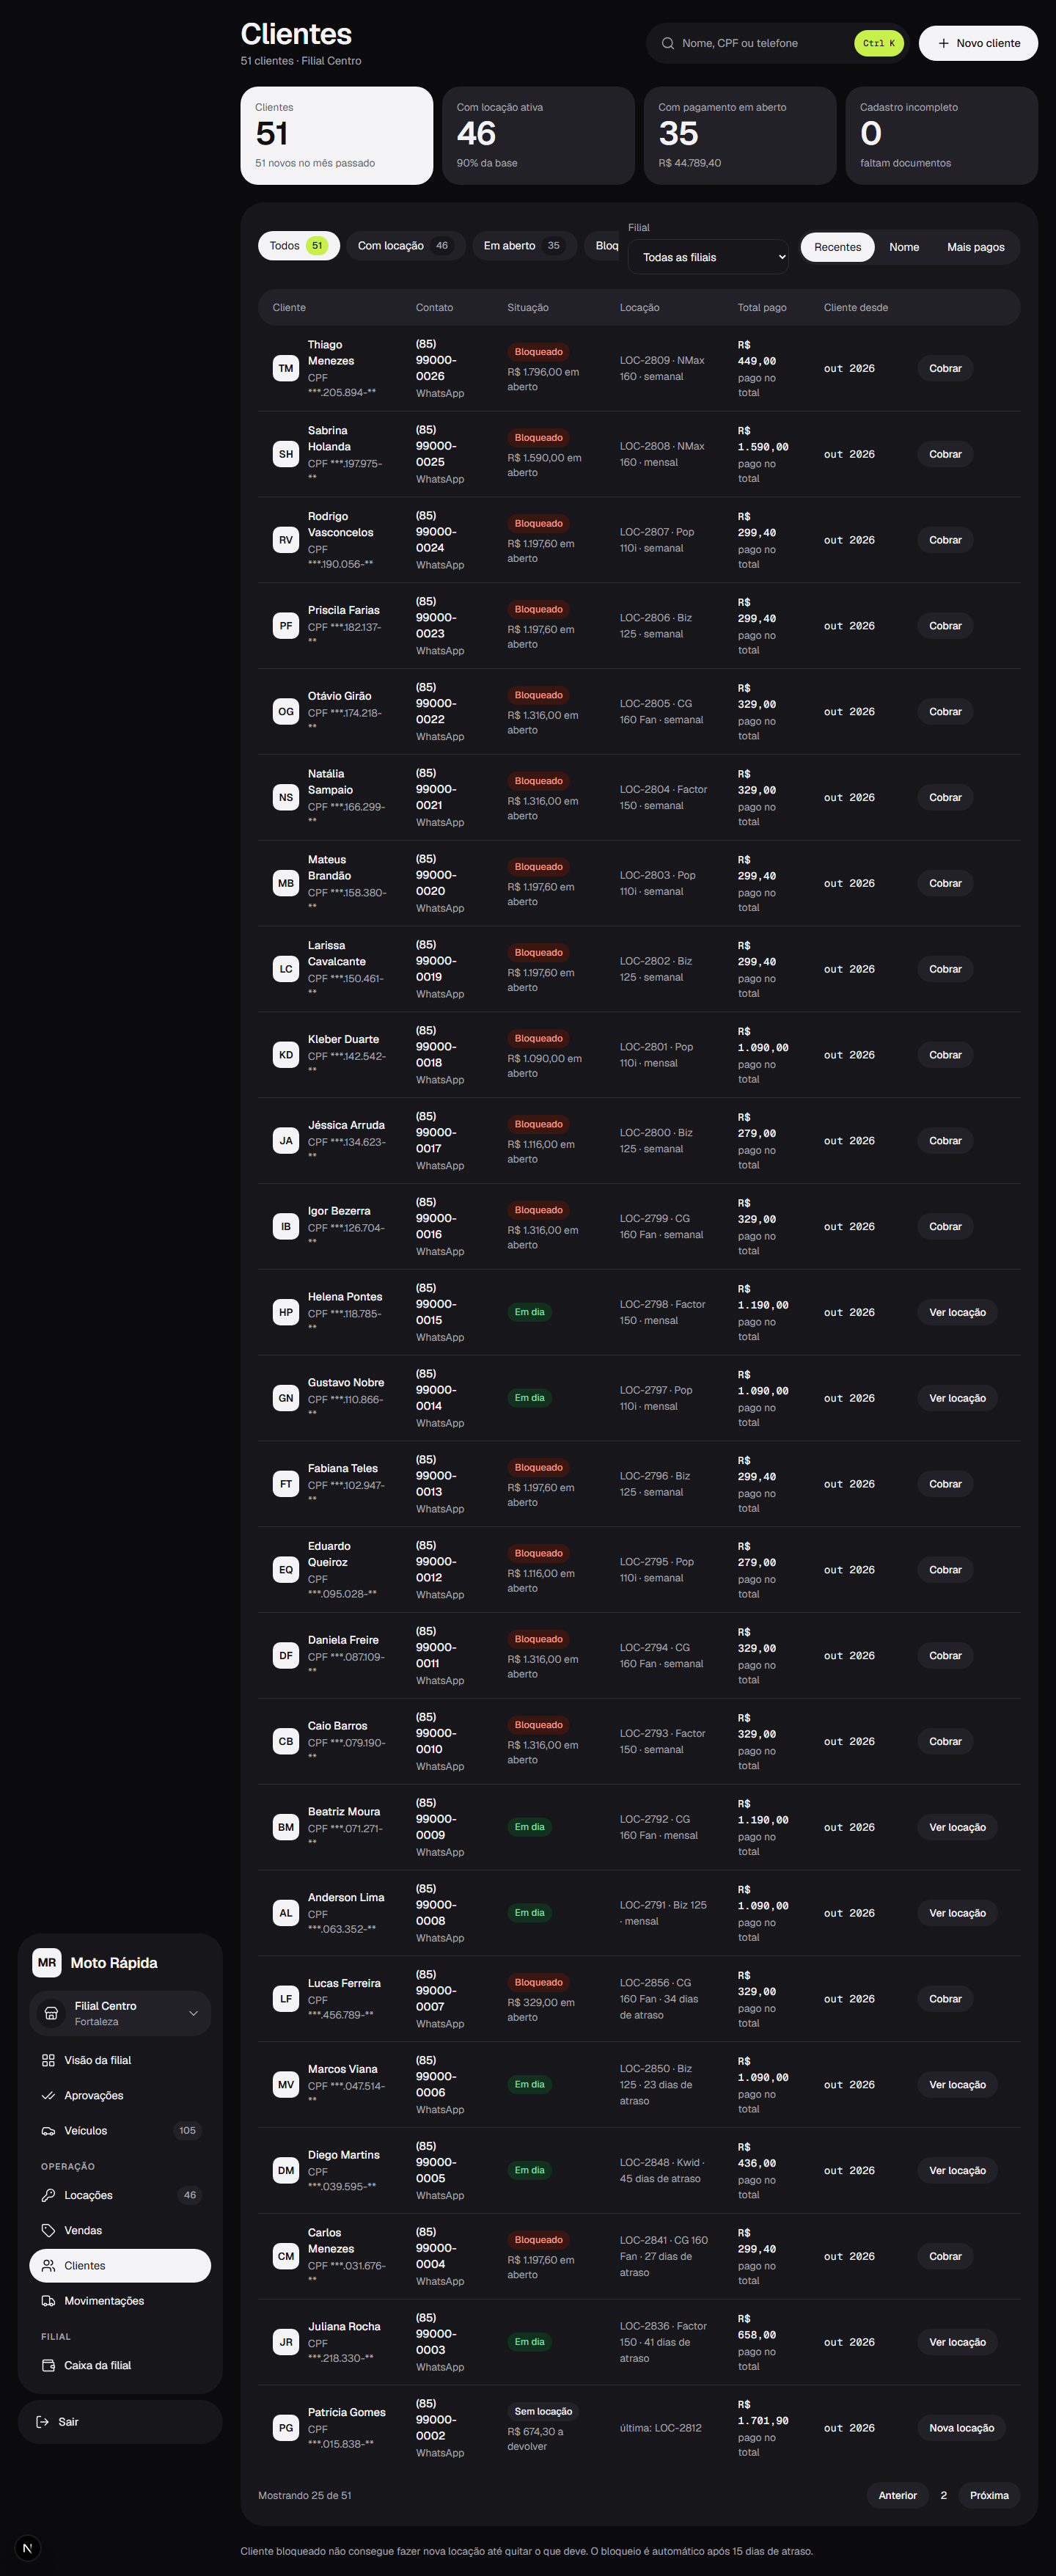 Clientes
51 clientes · Filial Centro
Nome, CPF ou telefone
Ctrl K
Novo cliente
Clientes
51
51 novos no mês passado
Com locação ativa
46
90% da base
Com pagamento em aberto
35
R$ 44.789,40
Cadastro incompleto
0
faltam documentos
Todos 51
Com locação 46
Em aberto 35
Bloq
Filial
Todas as filiais
Recentes
Nome
Mais pagos
Cliente
Contato
Situação
Locação
Total pago
Cliente desde
TM
Thiago
Menezes
CPF
***.205.894-**
(85)
99000-
0026
WhatsApp
Bloqueado
R$ 1.796,00 em
aberto
LOC-2809 · NMax
160 · semanal
R$
449,00
pago no
total
out 2026
Cobrar
SH
Sabrina
Holanda
CPF ***.197.975-
**
(85)
99000-
0025
WhatsApp
Bloqueado
R$ 1.590,00 em
aberto
LOC-2808 · NMax
160 · mensal
R$
1.590,00
pago no
total
out 2026
Cobrar
RV
Rodrigo
Vasconcelos
CPF
***.190.056-**
(85)
99000-
0024
WhatsApp
Bloqueado
R$ 1.197,60 em
aberto
LOC-2807 · Pop
110i · semanal
R$
299,40
pago no
total
out 2026
Cobrar
PF
Priscila Farias
CPF ***.182.137-
**
(85)
99000-
0023
WhatsApp
Bloqueado
R$ 1.197,60 em
aberto
LOC-2806 · Biz
125 · semanal
R$
299,40
pago no
total
out 2026
Cobrar
OG
Otávio Girão
CPF ***.174.218-
**
(85)
99000-
0022
WhatsApp
Bloqueado
R$ 1.316,00 em
aberto
LOC-2805 · CG
160 Fan · semanal
R$
329,00
pago no
total
out 2026
Cobrar
NS
Natália
Sampaio
CPF ***.166.299-
**
(85)
99000-
0021
WhatsApp
Bloqueado
R$ 1.316,00 em
aberto
LOC-2804 · Factor
150 · semanal
R$
329,00
pago no
total
out 2026
Cobrar
MB
Mateus
Brandão
CPF ***.158.380-
**
(85)
99000-
0020
WhatsApp
Bloqueado
R$ 1.197,60 em
aberto
LOC-2803 · Pop
110i · semanal
R$
299,40
pago no
total
out 2026
Cobrar
LC
Larissa
Cavalcante
CPF ***.150.461-
**
(85)
99000-
0019
WhatsApp
Bloqueado
R$ 1.197,60 em
aberto
LOC-2802 · Biz
125 · semanal
R$
299,40
pago no
total
out 2026
Cobrar
KD
Kleber Duarte
CPF ***.142.542-
**
(85)
99000-
0018
WhatsApp
Bloqueado
R$ 1.090,00 em
aberto
LOC-2801 · Pop
110i · mensal
R$
1.090,00
pago no
total
out 2026
Cobrar
JA
Jéssica Arruda
CPF ***.134.623-
**
(85)
99000-
0017
WhatsApp
Bloqueado
R$ 1.116,00 em
aberto
LOC-2800 · Biz
125 · semanal
R$
279,00
pago no
total
out 2026
Cobrar
IB
Igor Bezerra
CPF ***.126.704-
**
(85)
99000-
0016
WhatsApp
Bloqueado
R$ 1.316,00 em
aberto
LOC-2799 · CG
160 Fan · semanal
R$
329,00
pago no
total
out 2026
Cobrar
HP
Helena Pontes
CPF ***.118.785-
**
(85)
99000-
0015
WhatsApp
Em dia
LOC-2798 · Factor
150 · mensal
R$
1.190,00
pago no
total
out 2026
Ver locação
GN
Gustavo Nobre
CPF ***.110.866-
**
(85)
99000-
0014
WhatsApp
Em dia
LOC-2797 · Pop
110i · mensal
R$
1.090,00
pago no
total
out 2026
Ver locação
FT
Fabiana Teles
CPF ***.102.947-
**
(85)
99000-
0013
WhatsApp
Bloqueado
R$ 1.197,60 em
aberto
LOC-2796 · Biz
125 · semanal
R$
299,40
pago no
total
out 2026
Cobrar
EQ
Eduardo
Queiroz
CPF
***.095.028-**
(85)
99000-
0012
WhatsApp
Bloqueado
R$ 1.116,00 em
aberto
LOC-2795 · Pop
110i · semanal
R$
279,00
pago no
total
out 2026
Cobrar
DF
Daniela Freire
CPF ***.087.109-
**
(85)
99000-
0011
WhatsApp
Bloqueado
R$ 1.316,00 em
aberto
LOC-2794 · CG
160 Fan · semanal
R$
329,00
pago no
total
out 2026
Cobrar
CB
Caio Barros
CPF ***.079.190-
**
(85)
99000-
0010
WhatsApp
Bloqueado
R$ 1.316,00 em
aberto
LOC-2793 · Factor
150 · semanal
R$
329,00
pago no
total
out 2026
Cobrar
BM
Beatriz Moura
CPF ***.071.271-
**
(85)
99000-
0009
WhatsApp
Em dia
LOC-2792 · CG
160 Fan · mensal
R$
1.190,00
pago no
total
out 2026
Ver locação
AL
Anderson Lima
CPF
***.063.352-**
(85)
99000-
0008
WhatsApp
Em dia
LOC-2791 · Biz 125
· mensal
R$
1.090,00
pago no
total
out 2026
Ver locação
LF
Lucas Ferreira
CPF
***.456.789-**
(85)
99000-
0007
WhatsApp
Bloqueado
R$ 329,00 em
aberto
LOC-2856 · CG
160 Fan · 34 dias
de atraso
R$
329,00
pago no
total
out 2026
Cobrar
MV
Marcos Viana
CPF ***.047.514-
**
(85)
99000-
0006
WhatsApp
Em dia
LOC-2850 · Biz
125 · 23 dias de
atraso
R$
1.090,00
pago no
total
out 2026
Ver locação
DM
Diego Martins
CPF
***.039.595-**
(85)
99000-
0005
WhatsApp
Em dia
LOC-2848 · Kwid ·
45 dias de atraso
R$
436,00
pago no
total
out 2026
Ver locação
CM
Carlos
Menezes
CPF ***.031.676-
**
(85)
99000-
0004
WhatsApp
Bloqueado
R$ 1.197,60 em
aberto
LOC-2841 · CG 160
Fan · 27 dias de
atraso
R$
299,40
pago no
total
out 2026
Cobrar
JR
Juliana Rocha
CPF
***.218.330-**
(85)
99000-
0003
WhatsApp
Em dia
LOC-2836 · Factor
150 · 41 dias de
atraso
R$
658,00
pago no
total
out 2026
Ver locação
PG
Patrícia Gomes
CPF
***.015.838-**
(85)
99000-
0002
WhatsApp
Sem locação
R$ 674,30 a
devolver
última: LOC-2812
R$
1.701,90
pago no
total
out 2026
Nova locação
Mostrando 25 de 51
Anterior
2
Próxima
Cliente bloqueado não consegue fazer nova locação até quitar o que deve. O bloqueio é automático após 15 dias de atraso.
MR
Moto Rápida
Filial Centro
Fortaleza
Visão da filial
Aprovações
Veículos 105
OPERAÇÃO
Locações 46
Vendas
Clientes
Movimentações
FILIAL
Caixa da filial
Sair
N